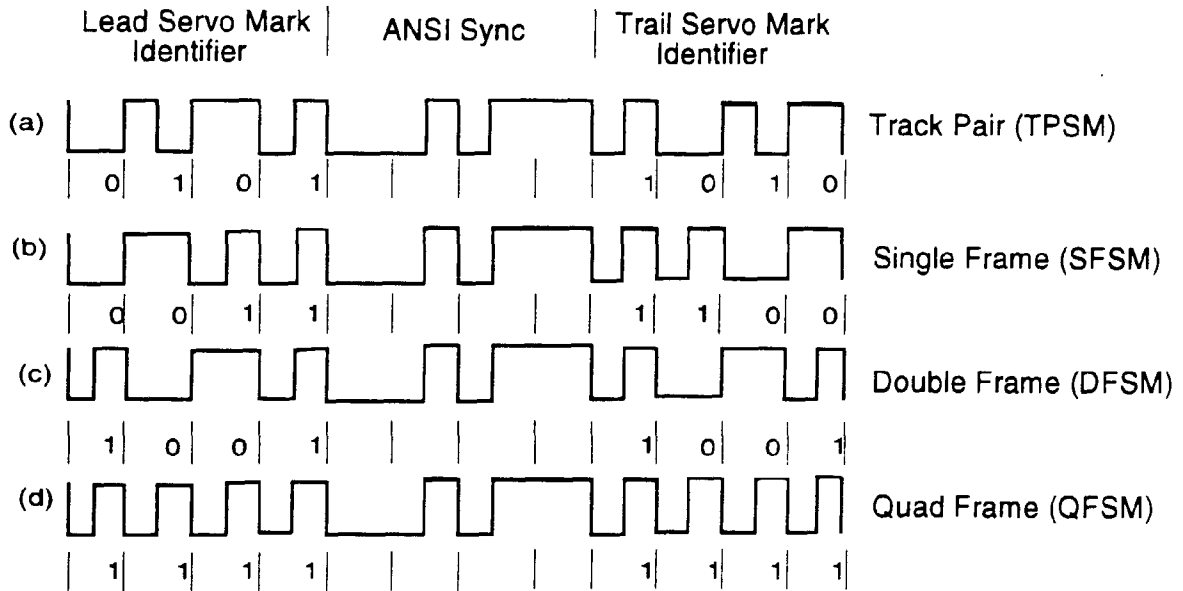 Lead Servo Mark Identifier
ANSI Sync
Trail Servo Mark Identifier
(a)
Track Pair (TPSM)
0 1 0 1 1 0 1 0
(b)
Single Frame (SFSM)
0 0 1 1 1 1 0 0
(c)
Double Frame (DFSM)
1 0 0 1 1 0 0 1
(d)
Quad Frame (QFSM)
1 1 1 1 1 1 1 1